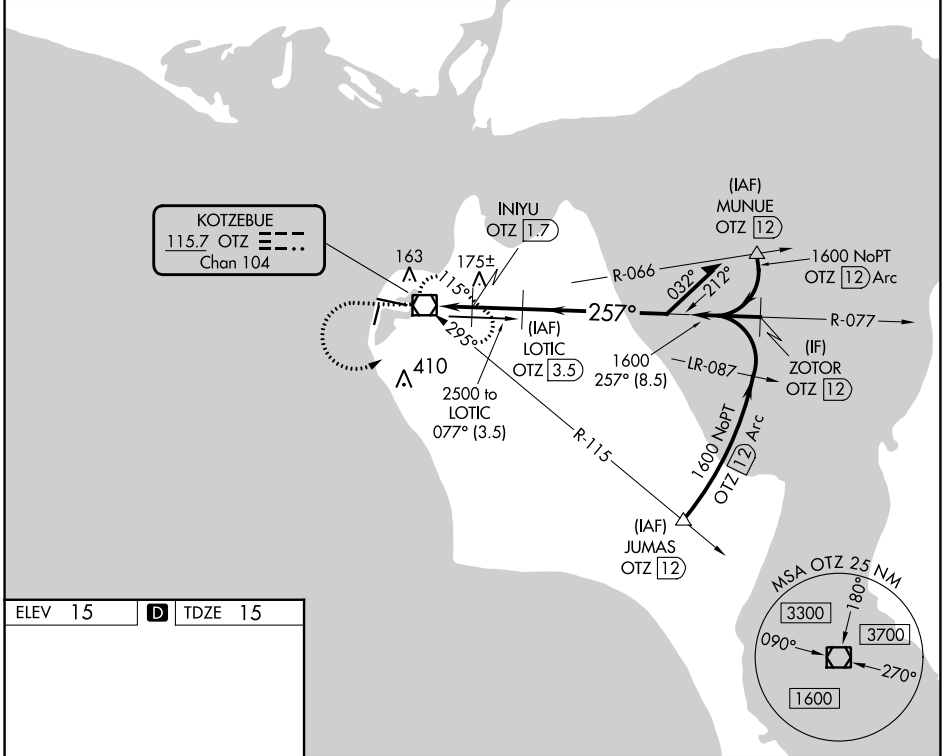 KOTZEBUE
115.7 OTZ
Chan 104
163
175±
INIYU
OTZ 1.7
(IAF)
MUNUE
OTZ 12
1600 NoPT
OTZ 12 Arc
R-066
032°
212°
115°
295°
257°
R-077
(IAF)
LOTIC
OTZ 3.5
1600
257° (8.5)
(IF)
ZOTOR
OTZ 12
LR-087
410
2500 to
LOTIC
077° (3.5)
R-115
1600 NoPT
OTZ 12 Arc
(IAF)
JUMAS
OTZ 12
MSA OTZ 25 NM
3300
180°
3700
090°
270°
1600
ELEV 15 D TDZE 15